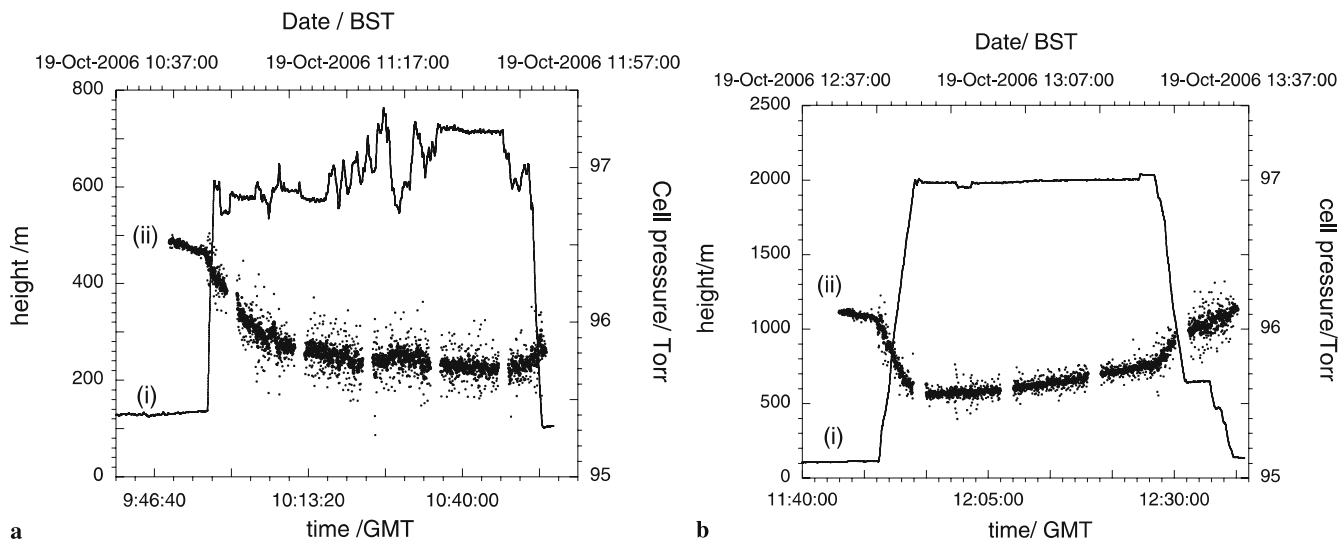 Date / BST
19-Oct-2006 10:37:00 19-Oct-2006 11:17:00 19-Oct-2006 11:57:00
800
700
600
500
400
300
200
100
0
height /m
(ii)
(i)
97
96
95
Cell pressure/ Torr
9:46:40 10:13:20 10:40:00
time /GMT
a
Date/ BST
19-Oct-2006 12:37:00 19-Oct-2006 13:07:00 19-Oct-2006 13:37:00
2500
2000
1500
1000
500
0
height/m
(ii)
(i)
97
96
95
cell pressure/Torr
11:40:00 12:05:00 12:30:00
time/ GMT
b